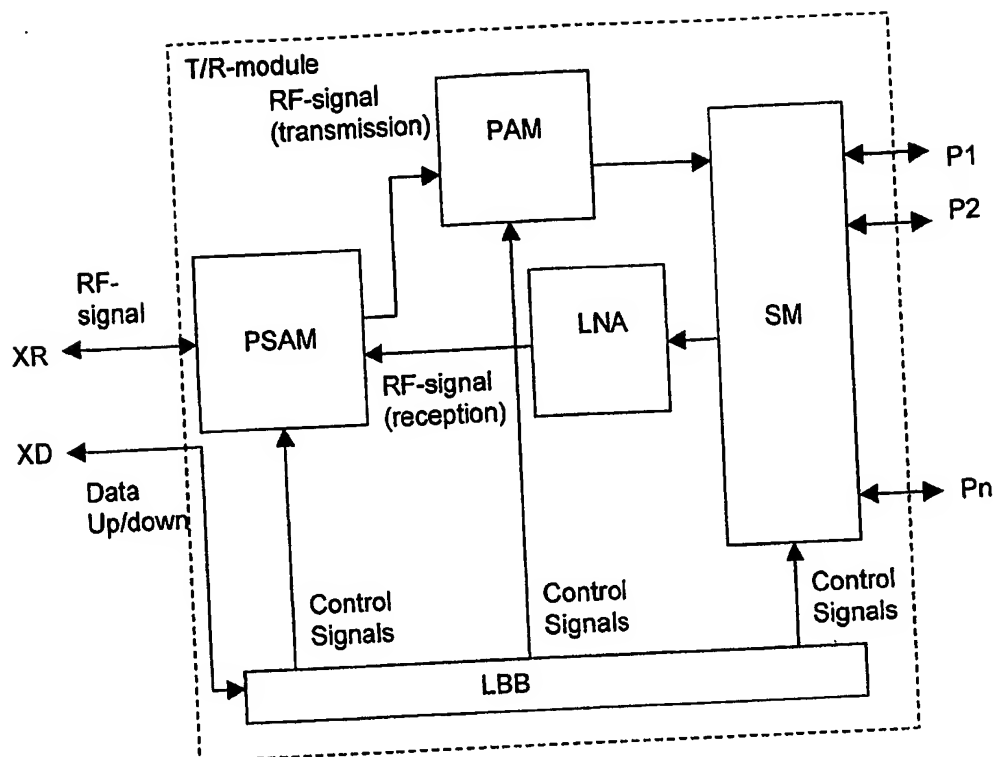 T/R-module
RF-signal
(transmission)
PAM
P1
P2
RF-
signal
PSAM
LNA
SM
XR
RF-signal
(reception)
XD
Data
Up/down
Pn
Control
Signals
Control
Signals
Control
Signals
LBB